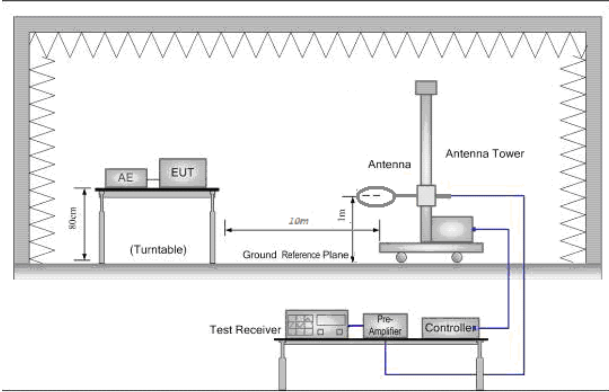 Antenna Tower
Antenna
AE
EUT
80cm
(Turntable)
10m
1m
Ground Reference Plane
Test Receiver
Pre-
Amplifier
Controller